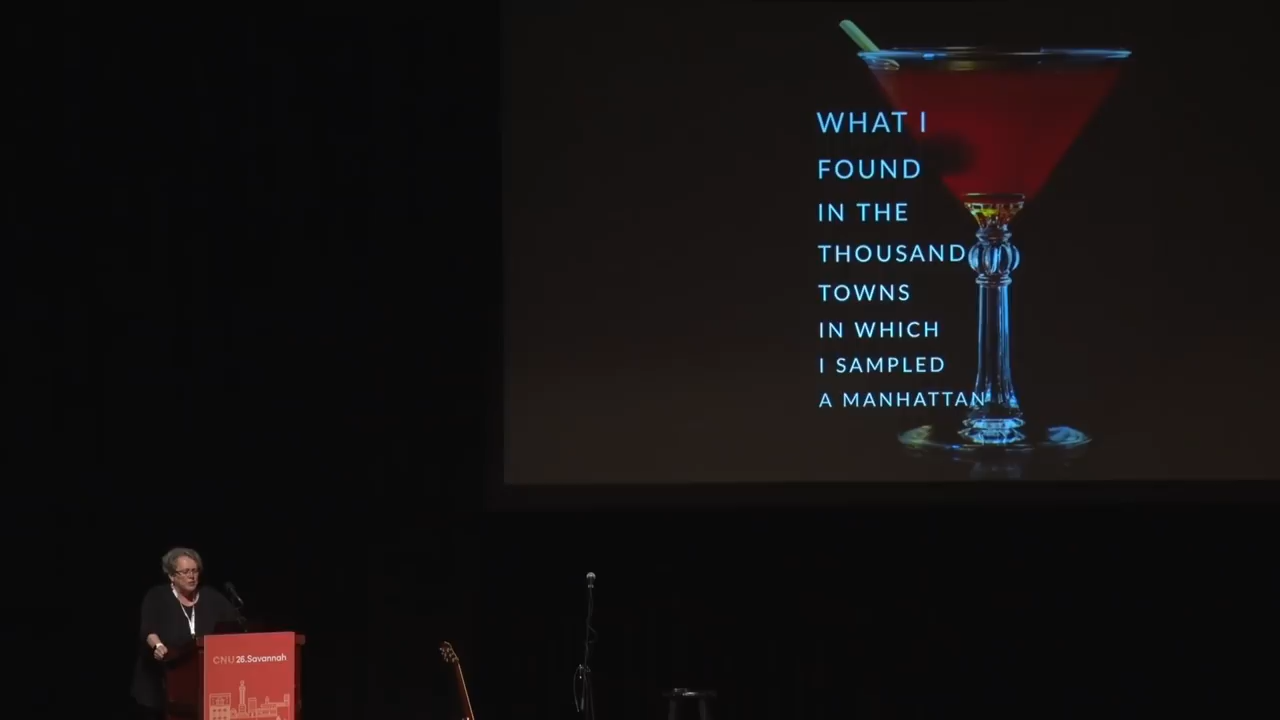 WHAT I
FOUND
IN THE
THOUSAND
TOWNS
IN WHICH
I SAMPLED
A MANHATTAN
CNU 26.Savannah